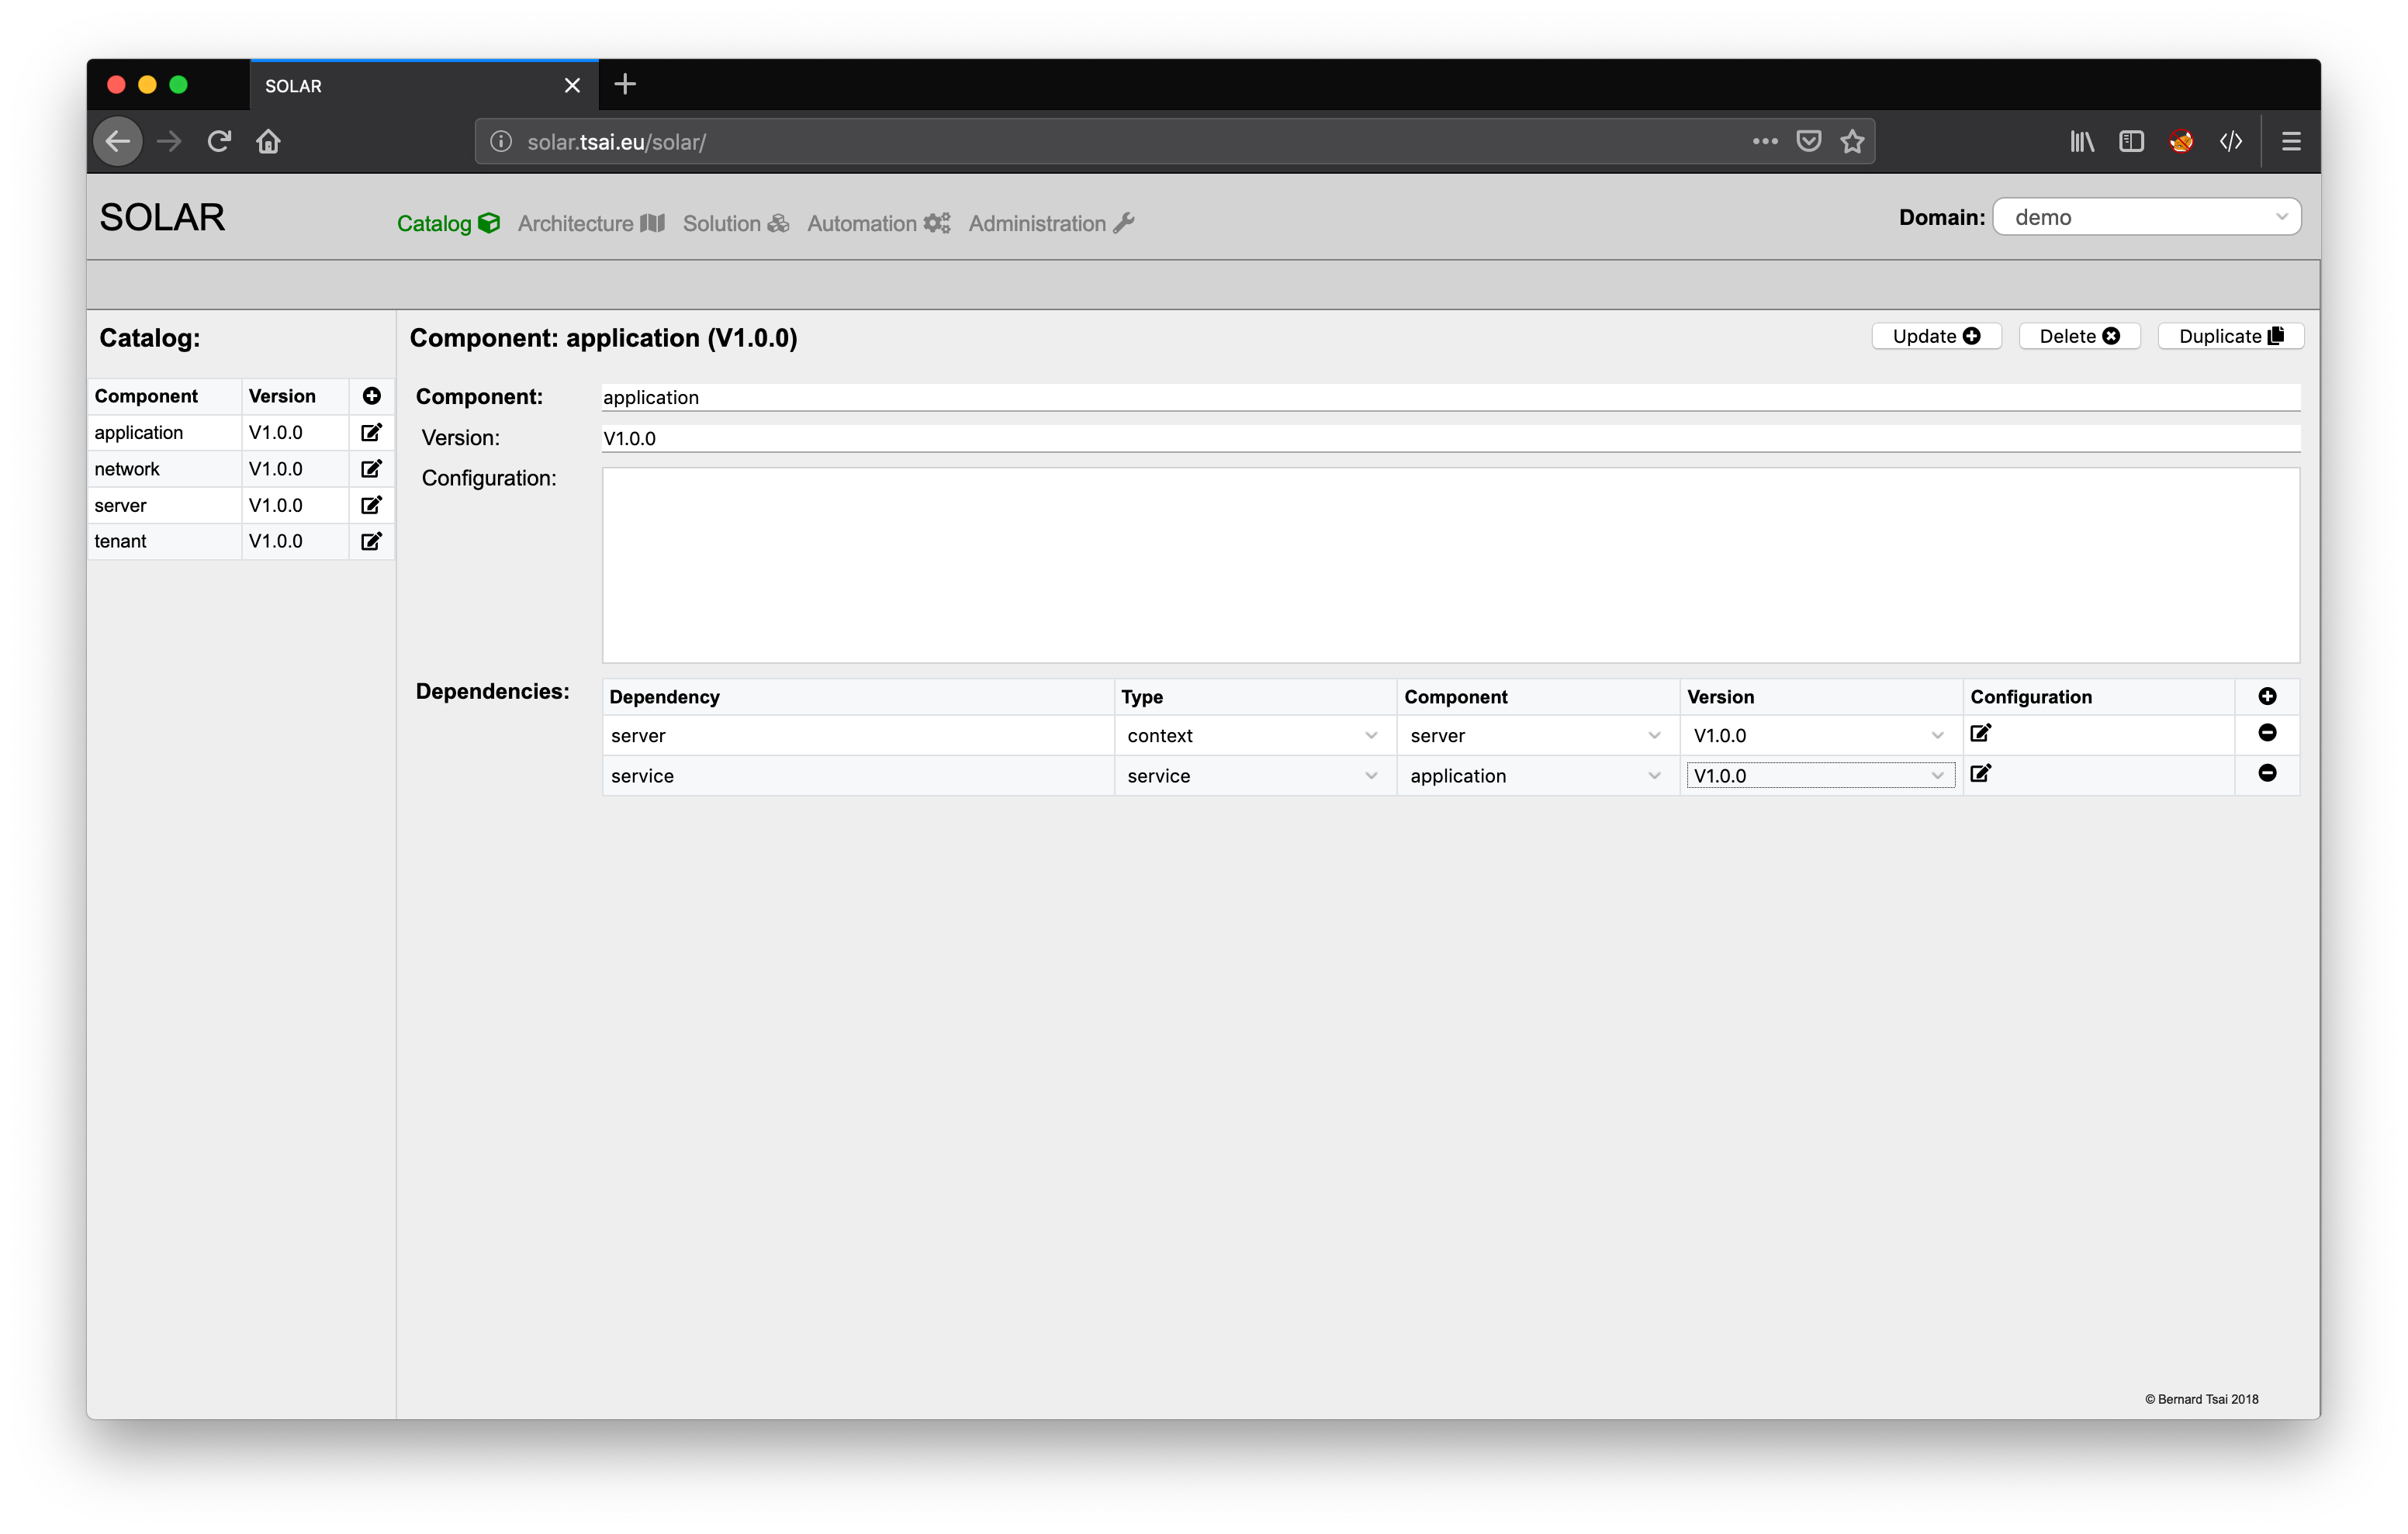 SOLAR
solar.tsai.eu/solar/
SOLAR
Catalog Architecture Solution Automation Administration
Domain: demo
Catalog:
Component Version
application V1.0.0
network V1.0.0
server V1.0.0
tenant V1.0.0
Component: application (V1.0.0)
Update Delete Duplicate
Component: application
Version: V1.0.0
Configuration:
Dependencies:
Dependency Type Component Version Configuration
server context server V1.0.0
service service application V1.0.0
© Bernard Tsai 2018